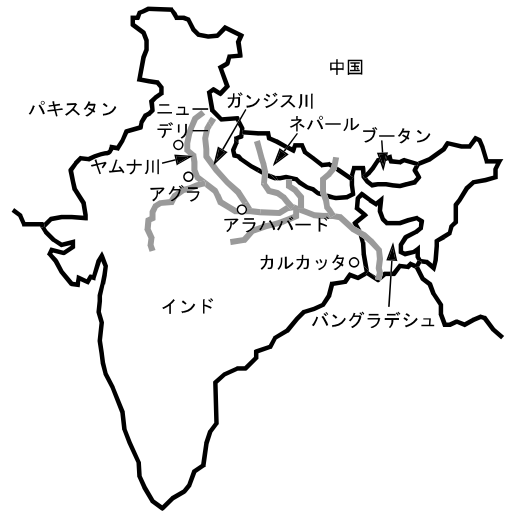 中国
ガンジス川
パキスタン
ニュー
デリー
ネパール
ブータン
ヤムナ川
アグラ
アラハバード
カルカッタ
インド
バングラデシュ